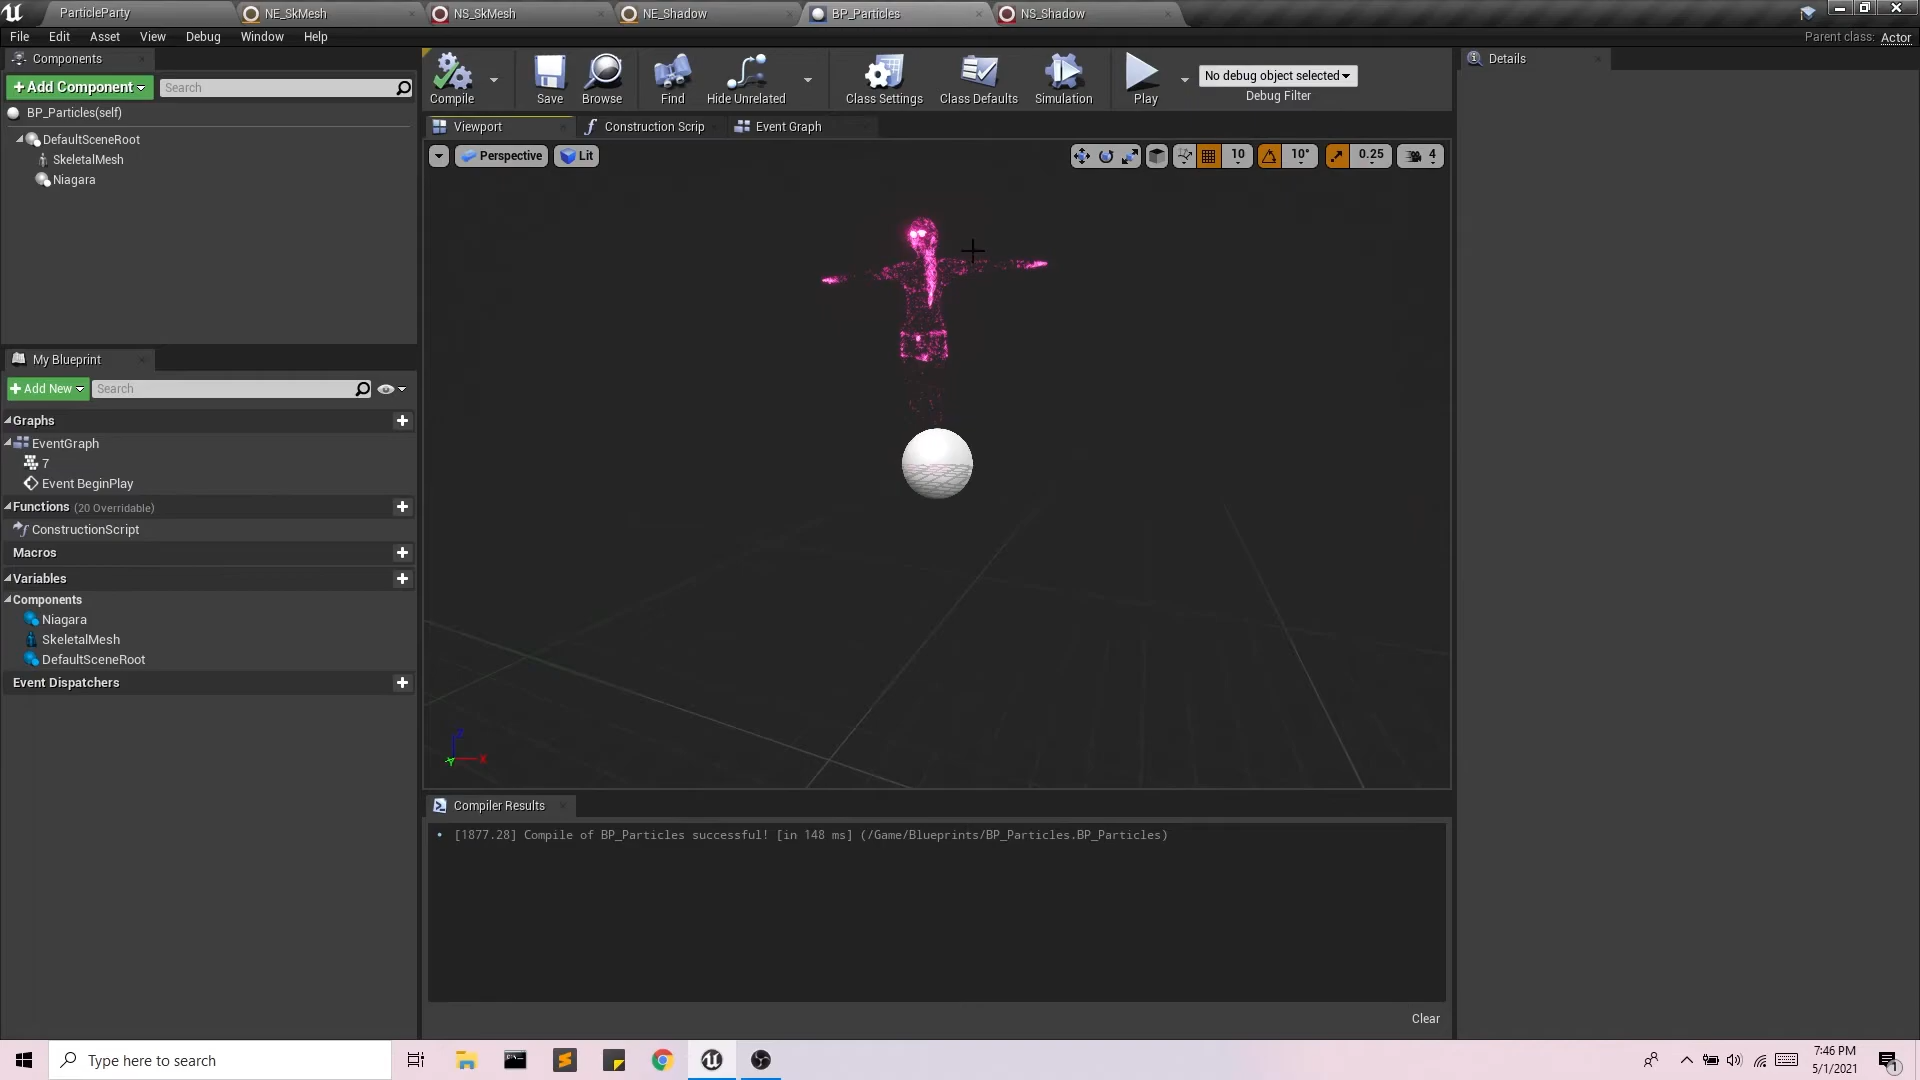 ParticleParty NE_SkMesh NS_SkMesh NE_Shadow BP_Particles NS_Shadow
File Edit Asset View Debug Window Help Parent class: Actor
Components
+Add Component Search
BP_Particles(self)
DefaultSceneRoot
SkeletalMesh
Niagara
Compile Save Browse Find Hide Unrelated Class Settings Class Defaults Simulation Play
No debug object selected
Debug Filter
Viewport Construction Scrip Event Graph
Perspective Lit 10 10° 0.25 4
Details
X
My Blueprint
+Add New Search
Graphs
EventGraph
7
Event BeginPlay
Functions (20 Overridable)
ConstructionScript
Macros
Variables
Components
Niagara
SkeletalMesh
DefaultSceneRoot
Event Dispatchers
Compiler Results
• [1877.28] Compile of BP_Particles successful! [in 148 ms] (/Game/Blueprints/BP_Particles.BP_Particles)
Clear
Type here to search
7:46 PM
5/1/2021
1